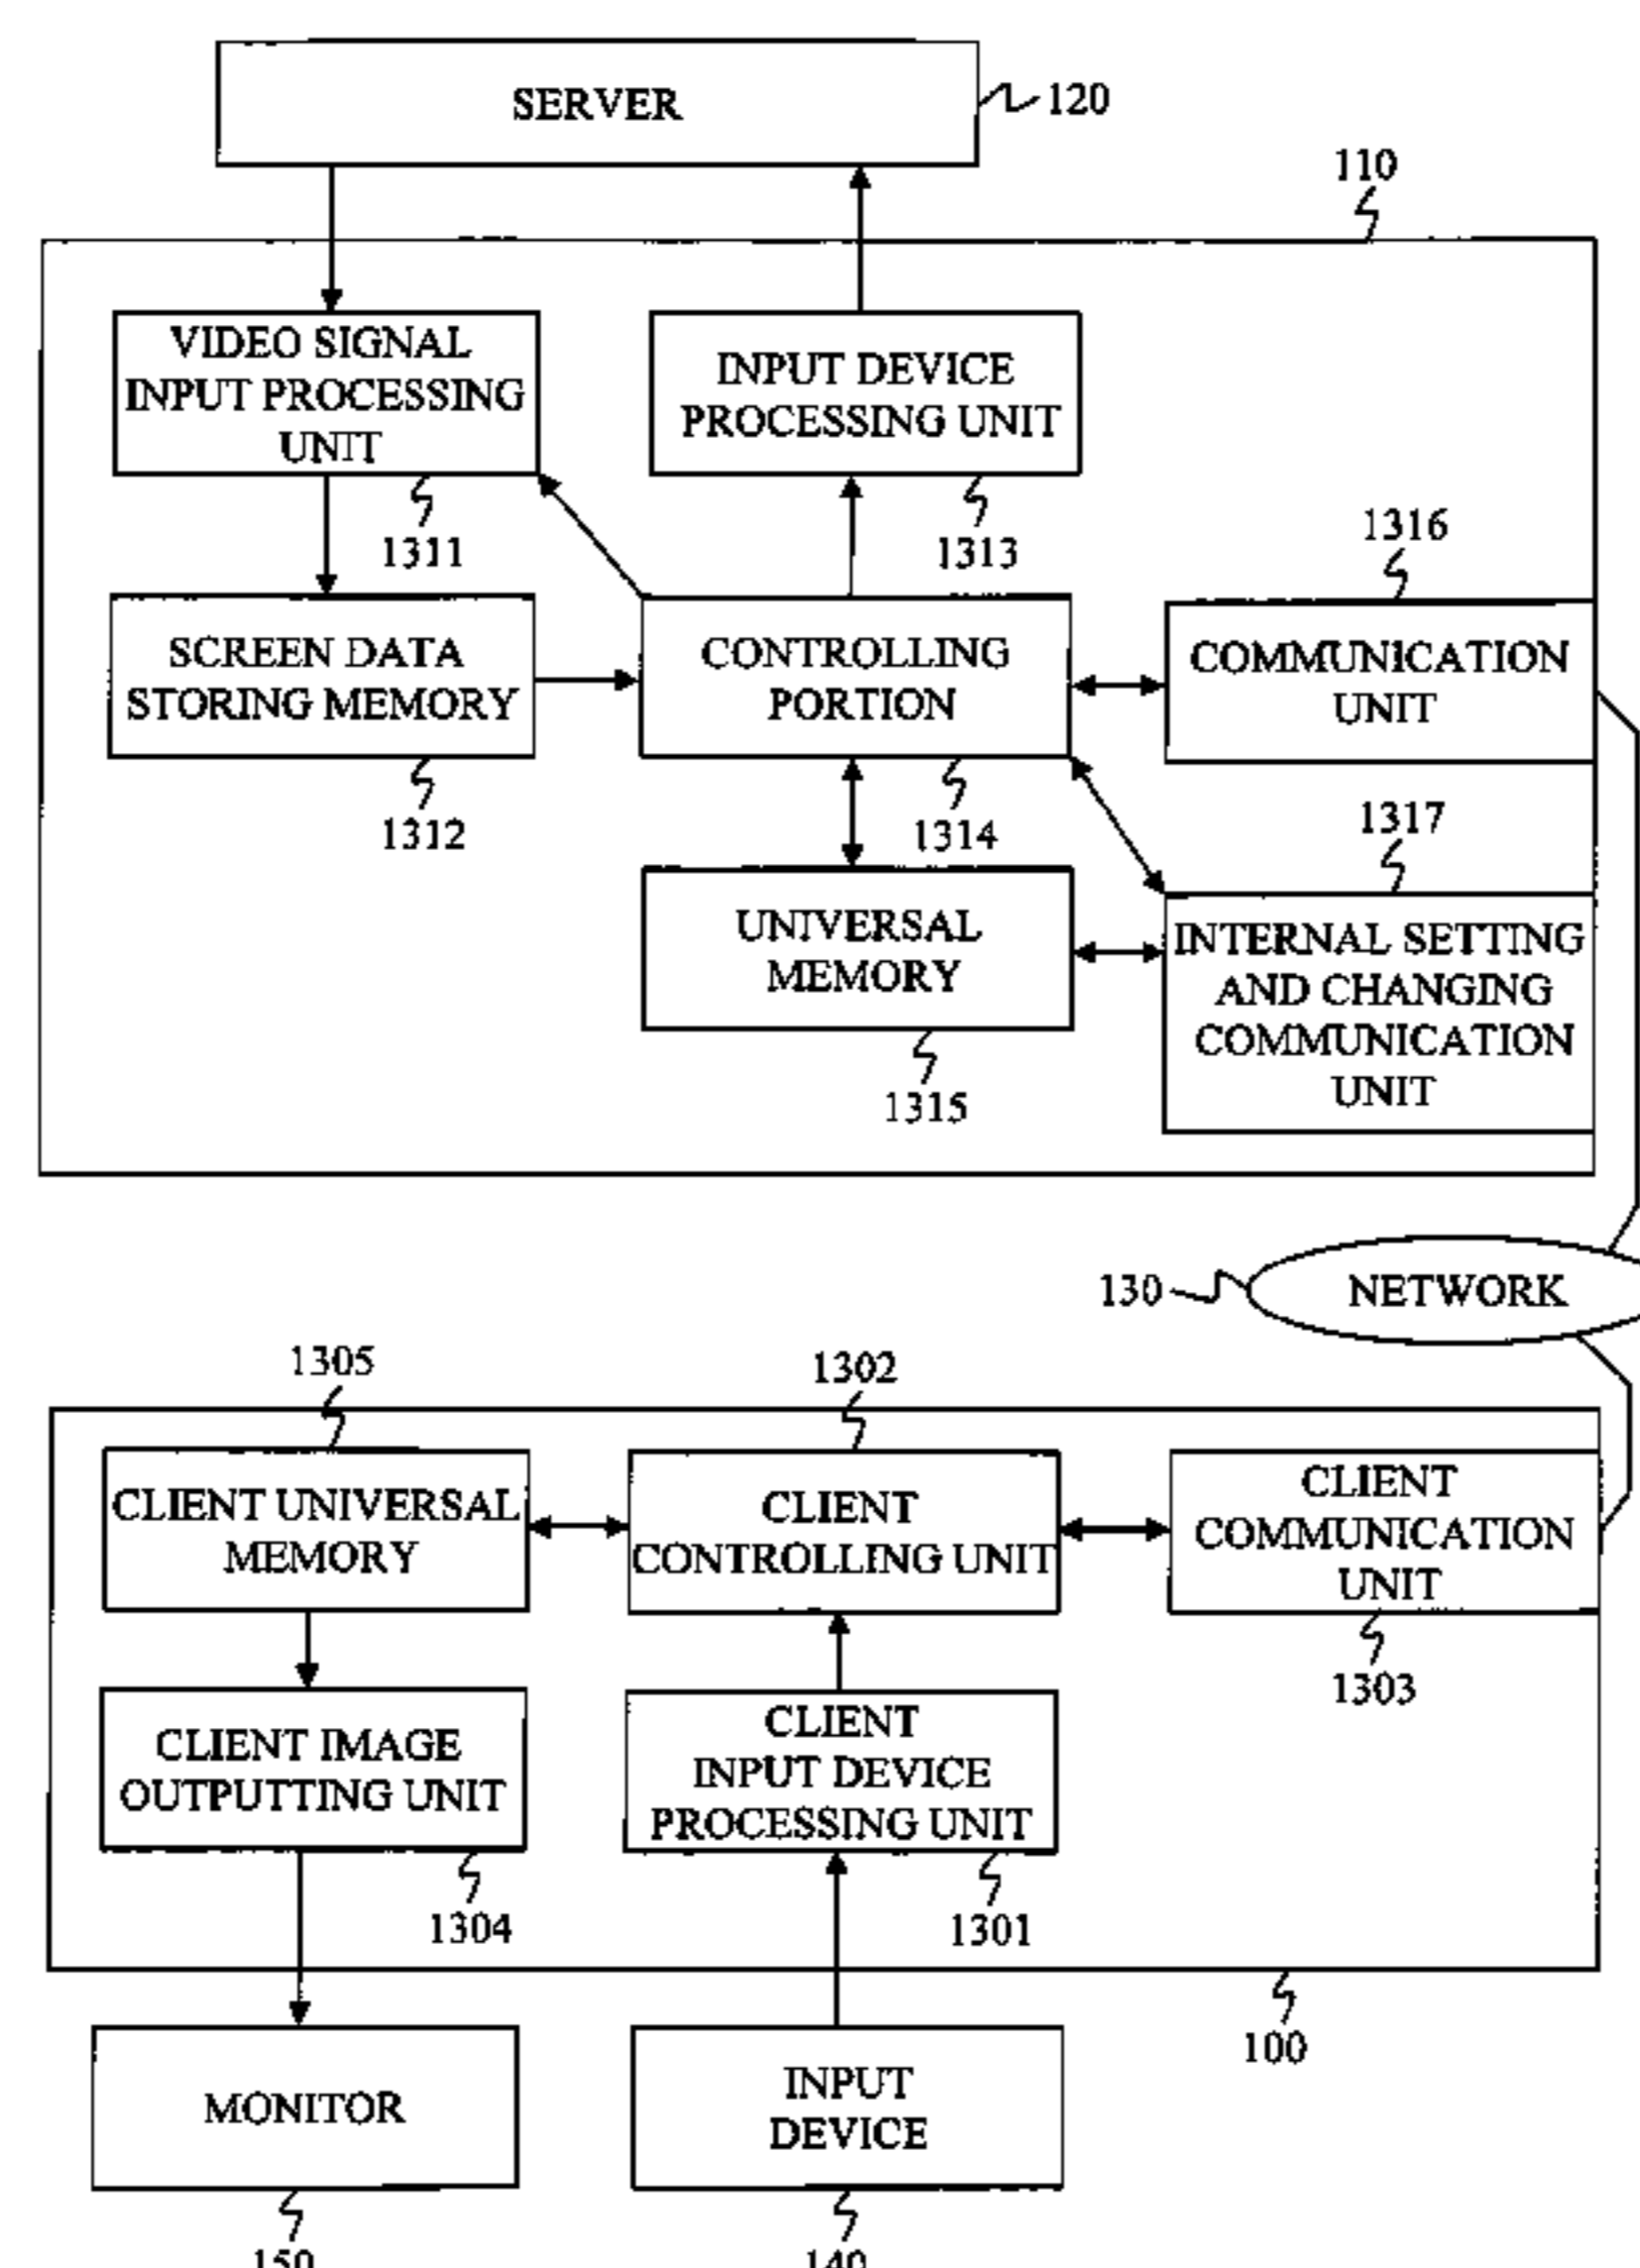 SERVER
120
110
VIDEO SIGNAL
INPUT PROCESSING
UNIT
1311
INPUT DEVICE
PROCESSING UNIT
1313
1316
SCREEN DATA
STORING MEMORY
1312
CONTROLLING
PORTION
1314
COMMUNICATION
UNIT
1317
UNIVERSAL
MEMORY
1315
INTERNAL SETTING
AND CHANGING
COMMUNICATION
UNIT
130
NETWORK
1305
1302
CLIENT UNIVERSAL
MEMORY
CLIENT
CONTROLLING UNIT
CLIENT
COMMUNICATION
UNIT
1303
CLIENT IMAGE
OUTPUTTING UNIT
1304
CLIENT
INPUT DEVICE
PROCESSING UNIT
1301
100
MONITOR
150
INPUT
DEVICE
140